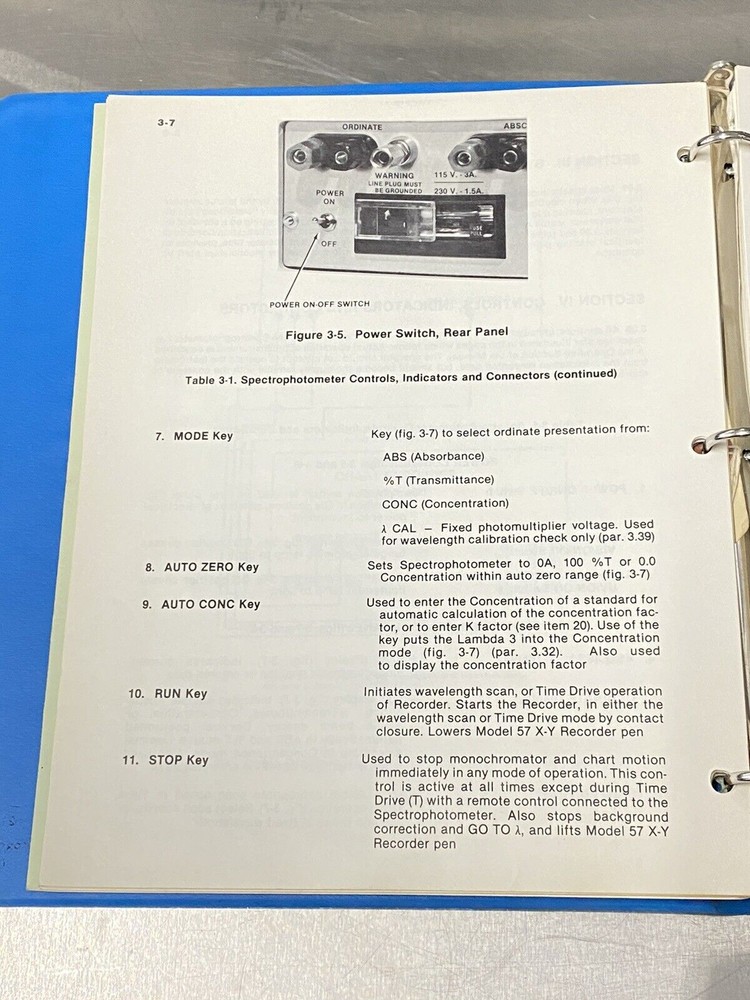 3-7
ORDINATE
ABSC
WARNING
LINE PLUG MUST
BE GROUNDED
115 V. - 3A.
230 V. - 1.5A.
POWER
ON
OFF
FUSE
PULL
POWER ON-OFF SWITCH
Figure 3-5. Power Switch, Rear Panel
Table 3-1. Spectrophotometer Controls, Indicators and Connectors (continued)
7. MODE Key
Key (fig. 3-7) to select ordinate presentation from:
ABS (Absorbance)
%T (Transmittance)
CONC (Concentration)
λ CAL – Fixed photomultiplier voltage. Used
for wavelength calibration check only (par. 3.39)
8. AUTO ZERO Key
Sets Spectrophotometer to 0A, 100 %T or 0.0
Concentration within auto zero range (fig. 3-7)
9. AUTO CONC Key
Used to enter the Concentration of a standard for
automatic calculation of the concentration fac-
tor, or to enter K factor (see item 20). Use of the
key puts the Lambda 3 into the Concentration
mode (fig. 3-7) (par. 3.32). Also used
to display the concentration factor
10. RUN Key
Initiates wavelength scan, or Time Drive operation
of Recorder. Starts the Recorder, in either the
wavelength scan or Time Drive mode by contact
closure. Lowers Model 57 X-Y Recorder pen
11. STOP Key
Used to stop monochromator and chart motion
immediately in any mode of operation. This con-
trol is active at all times except during Time
Drive (T) with a remote control connected to the
Spectrophotometer. Also stops background
correction and GO TO λ, and lifts Model 57 X-Y
Recorder pen